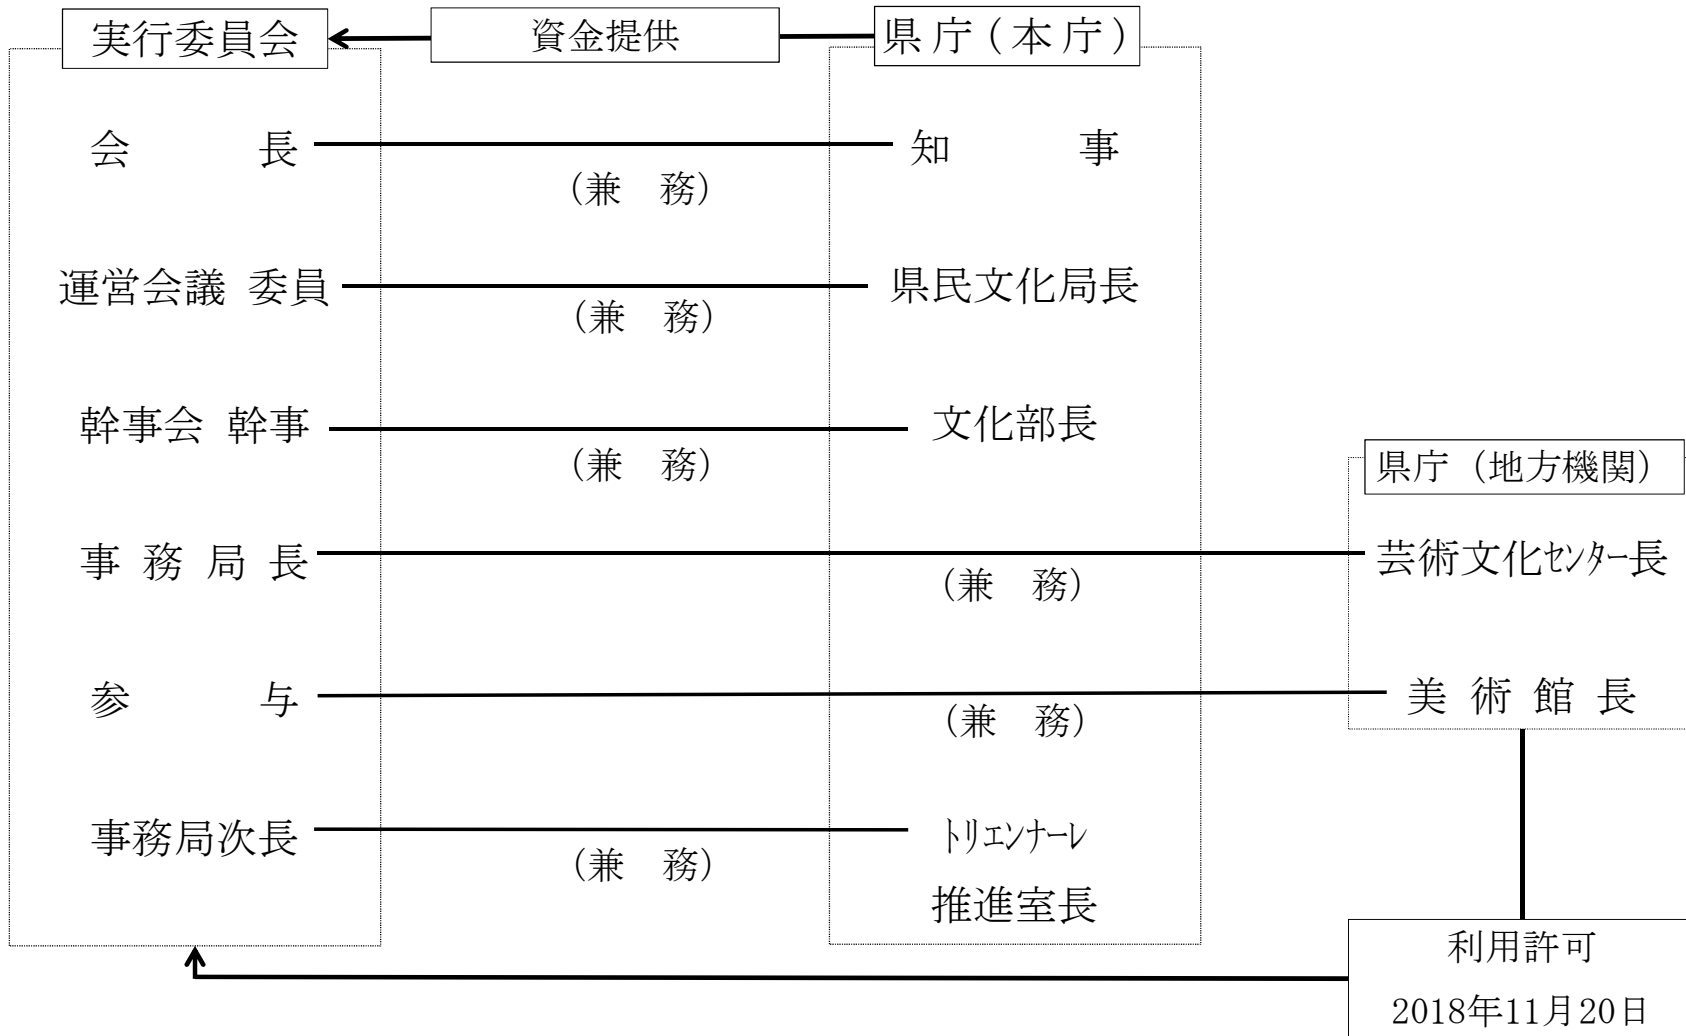 実行委員会 資金提供 県庁(本庁)
会 長 知 事
(兼 務)
運営会議 委員 県民文化局長
(兼 務)
幹事会 幹事 文化部長
(兼 務)
県庁(地方機関)
事務局長 芸術文化ｾﾝﾀｰ長
(兼 務)
参 与 美術館長
(兼 務)
事務局次長 ﾄﾘｴﾝﾅｰﾚ
(兼 務)
推進室長
利用許可
2018年11月20日